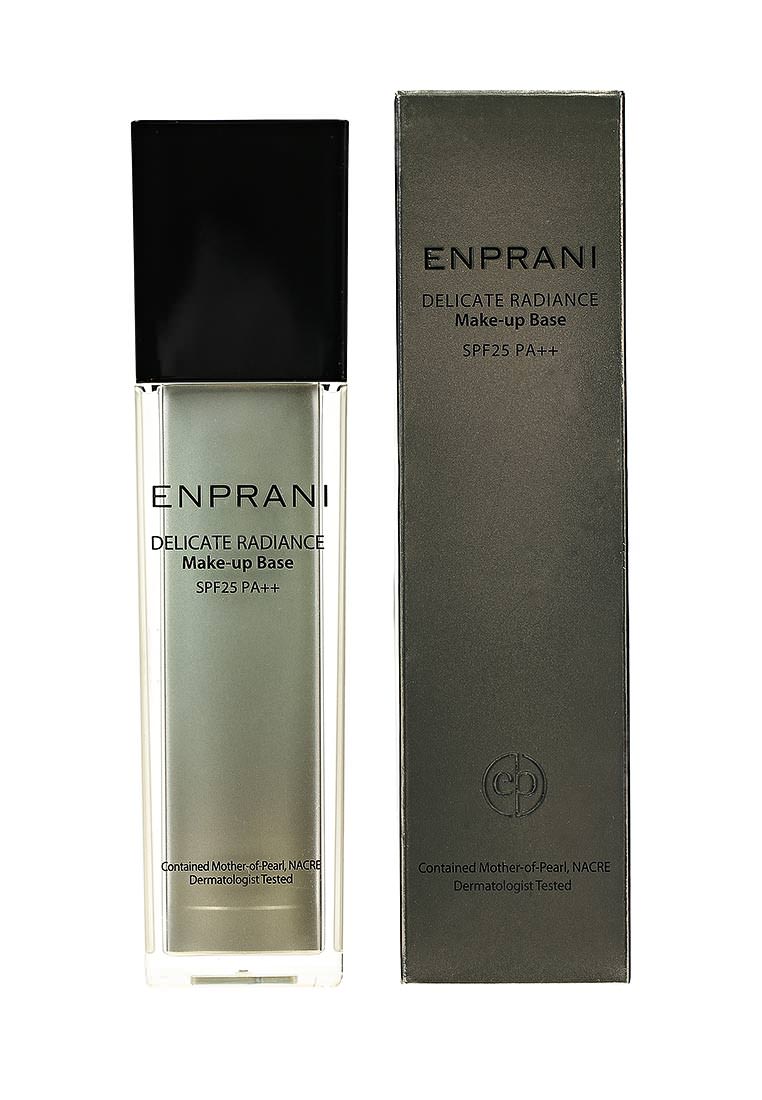 ENPRANI
DELICATE RADIANCE
Make-up Base
SPF25 PA++
Contained Mother-of-Pearl, NACRE
Dermatologist Tested
ENPRANI
DELICATE RADIANCE
Make-up Base
SPF25 PA++
cp
Contained Mother-of-Pearl, NACRE
Dermatologist Tested